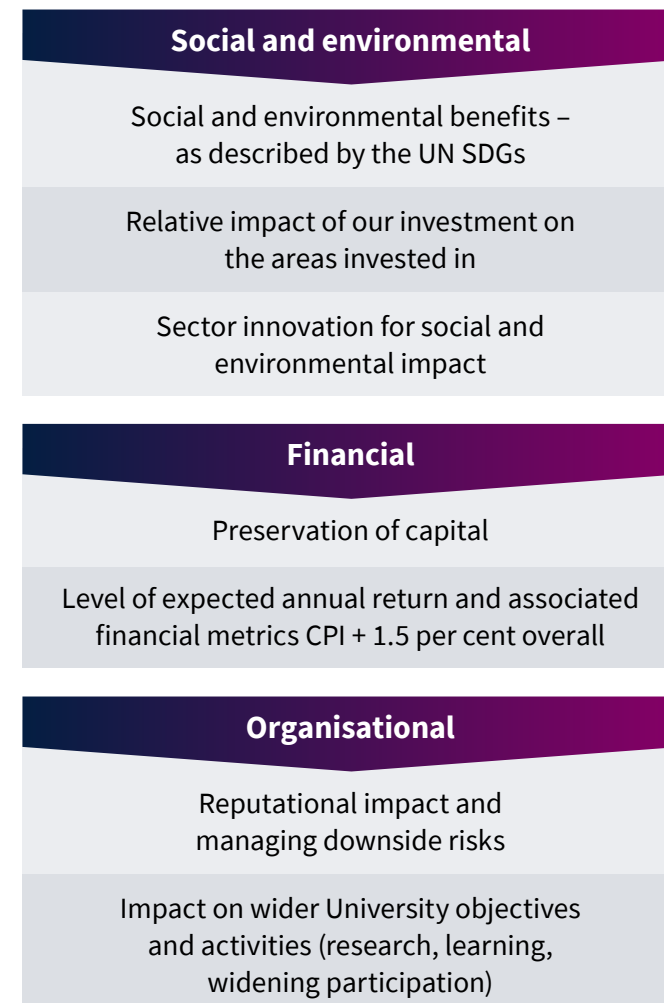 Social and environmental
Social and environmental benefits –
as described by the UN SDGs
Relative impact of our investment on
the areas invested in
Sector innovation for social and
environmental impact
Financial
Preservation of capital
Level of expected annual return and associated
financial metrics CPI + 1.5 per cent overall
Organisational
Reputational impact and
managing downside risks
Impact on wider University objectives
and activities (research, learning,
widening participation)